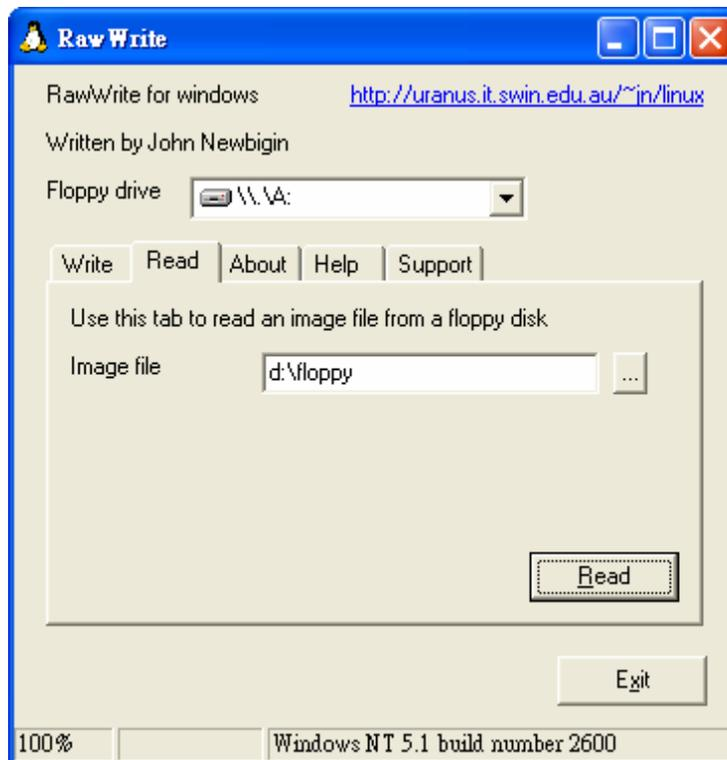 RawWrite
RawWrite for windows http://uranus.it.swin.edu.au/~jn/linux
Written by John Newbigin
Floppy drive \\.\A:
Write Read About Help Support
Use this tab to read an image file from a floppy disk
Image file d:\floppy ...
Read
Exit
100% Windows NT 5.1 build number 2600